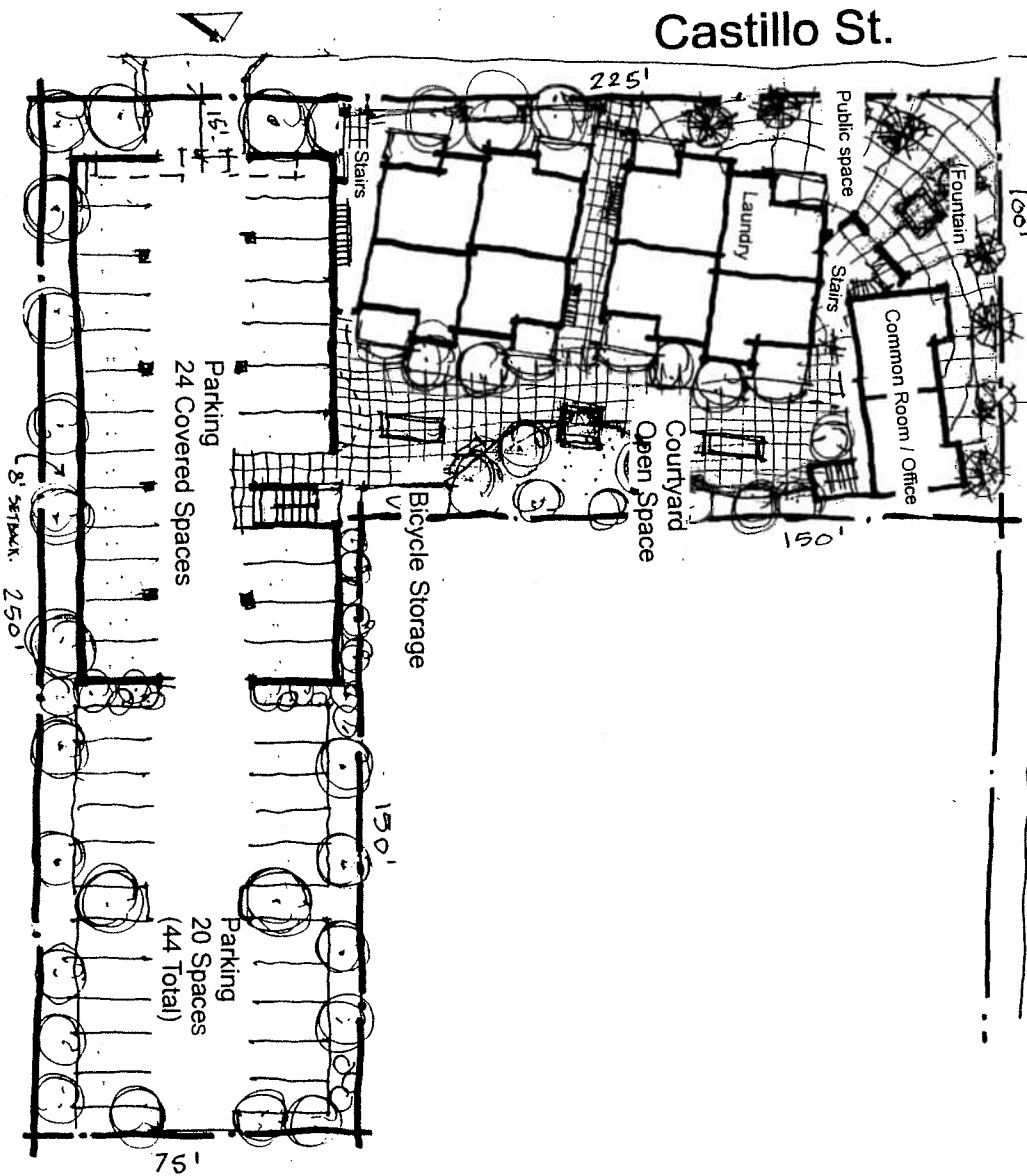 Castillo St.
225'
15'
Stairs
Public space
Fountain
100'
Laundry
Stairs
Common Room / Office
Parking
24 Covered Spaces
Courtyard
Open Space
150'
Bicycle Storage
8' SETBACK.
250'
150'
Parking
20 Spaces
(44 Total)
75'